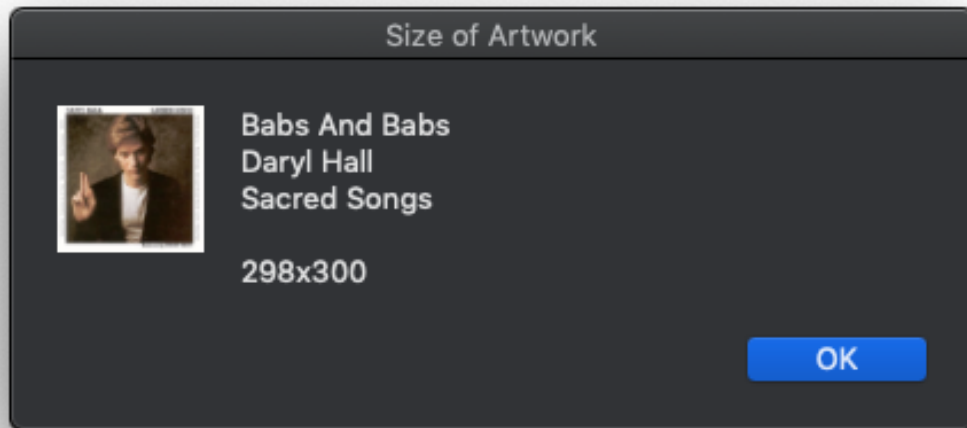 Size of Artwork
Babs And Babs
Daryl Hall
Sacred Songs
298x300
OK